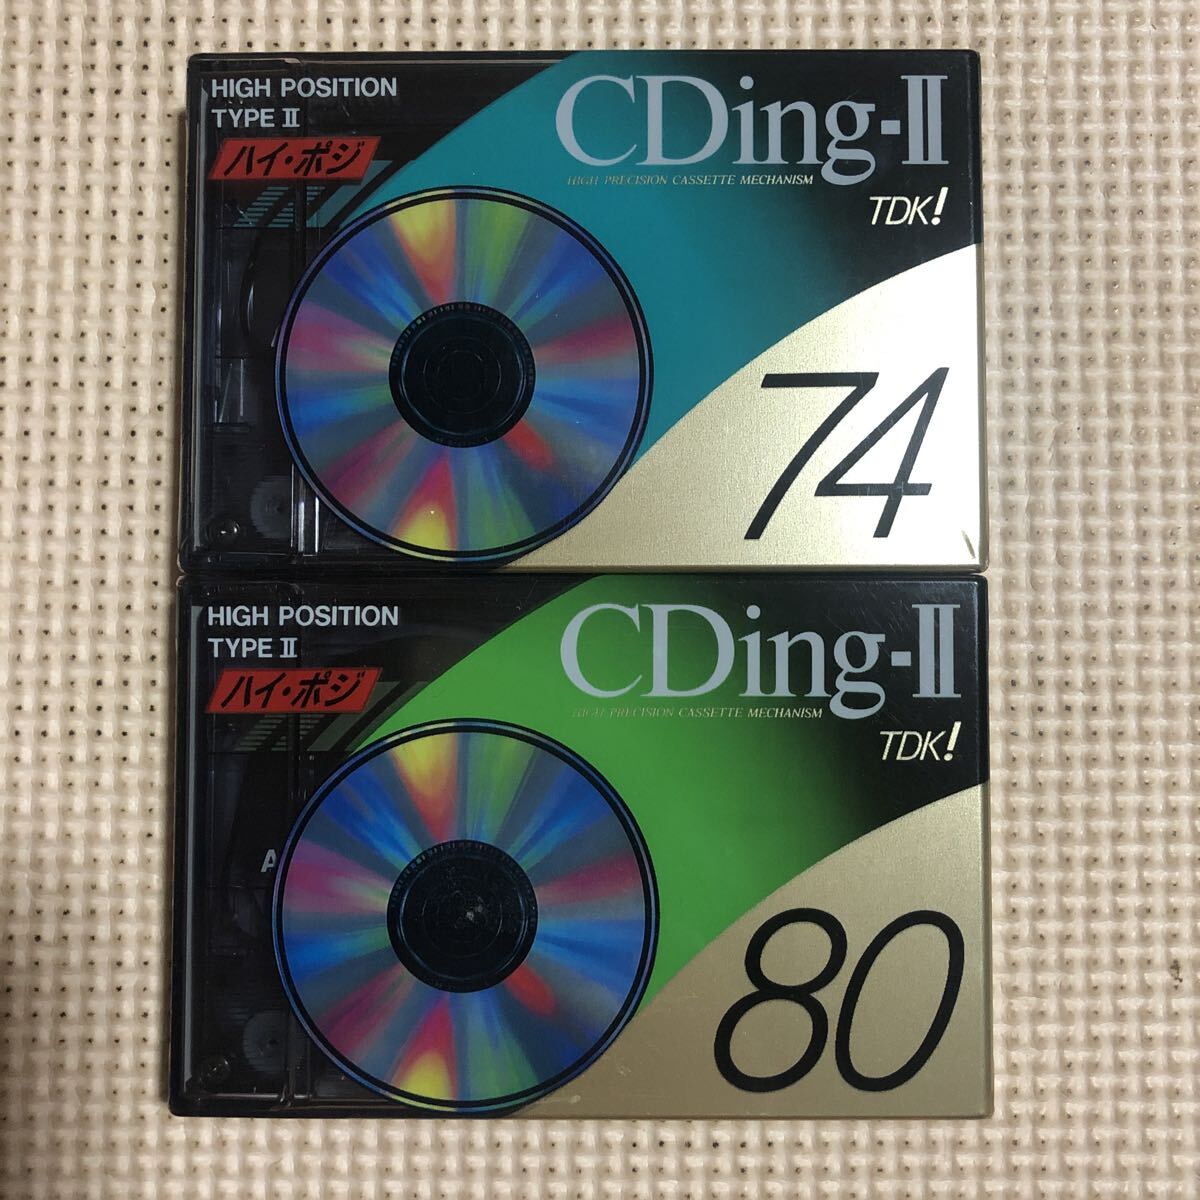 HIGH POSITION
TYPE II
ハイ・ポジ
CDing-II
HIGH PRECISION CASSETTE MECHANISM
TDK!
74
HIGH POSITION
TYPE II
ハイ・ポジ
CDing-II
HIGH PRECISION CASSETTE MECHANISM
TDK!
A
80